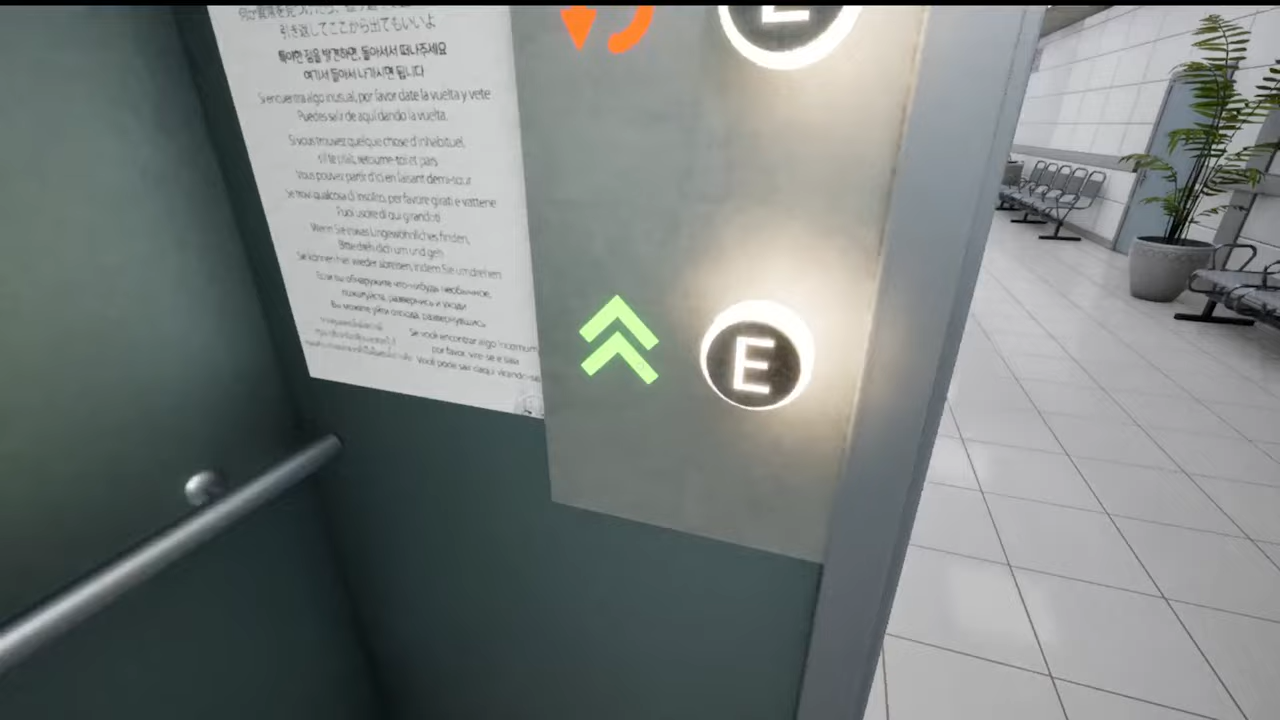 引き返してここから出てもいいよ
특이한 점을 발견하면, 돌아서서 떠나주세요
여기서 돌아서 나가시면 됩니다
Si encuentra algo inusual, por favor date la vuelta y vete
Puedes salir de aquí dando la vuelta.
Si vous trouvez quelque chose d'inhabituel,
s'il te plaît, retourne-toi et pars
Vous pouvez partir d'ici en faisant demi-tour
Se trovi qualcosa di insolito, per favore girati e vattene
Puoi uscire di qui girandoti
Wenn Sie etwas Ungewöhnliches finden,
Bitte dreh dich um und geh
Sie können hier wieder abreisen, indem Sie umdrehen
Если вы обнаружите что-нибудь необычное,
пожалуйста, развернись и уходи
Вы можете уйти отсюда, развернувшись
Se você encontrar algo incomum
por favor, vire-se e saia
Você pode sair daqui virando-se
E